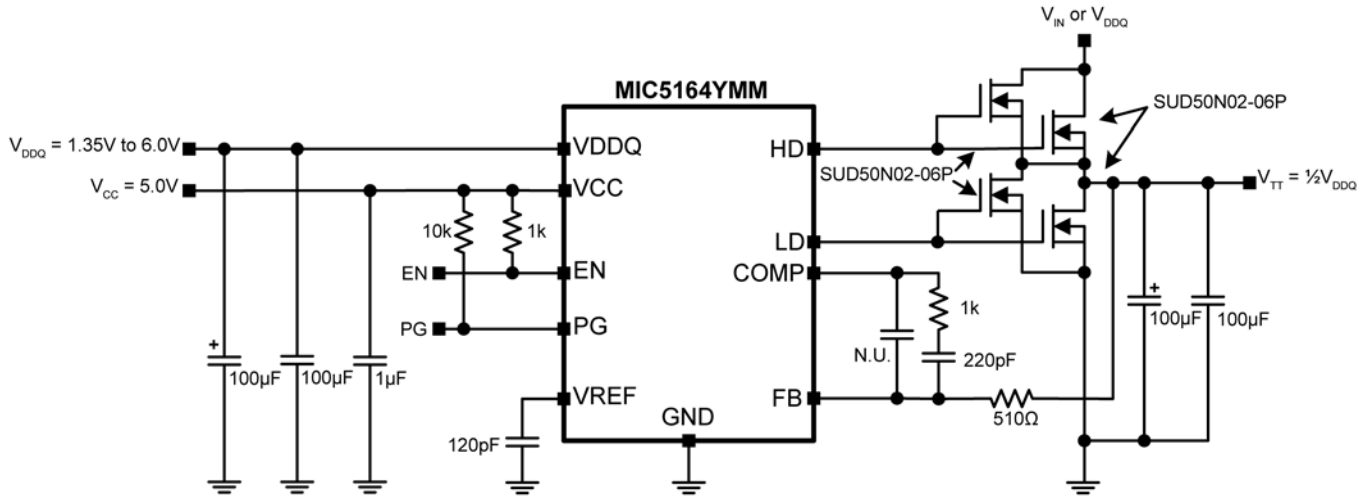 V_IN or V_DDQ
MIC5164YMM
SUD50N02-06P
V_DDQ = 1.35V to 6.0V
VDDQ
HD
SUD50N02-06P
V_CC = 5.0V
VCC
V_TT = ½V_DDQ
10k
1k
LD
EN
EN
COMP
PG
PG
1k
100µF
100µF
N.U.
220pF
100µF
100µF
1µF
VREF
FB
GND
510Ω
120pF
+
+